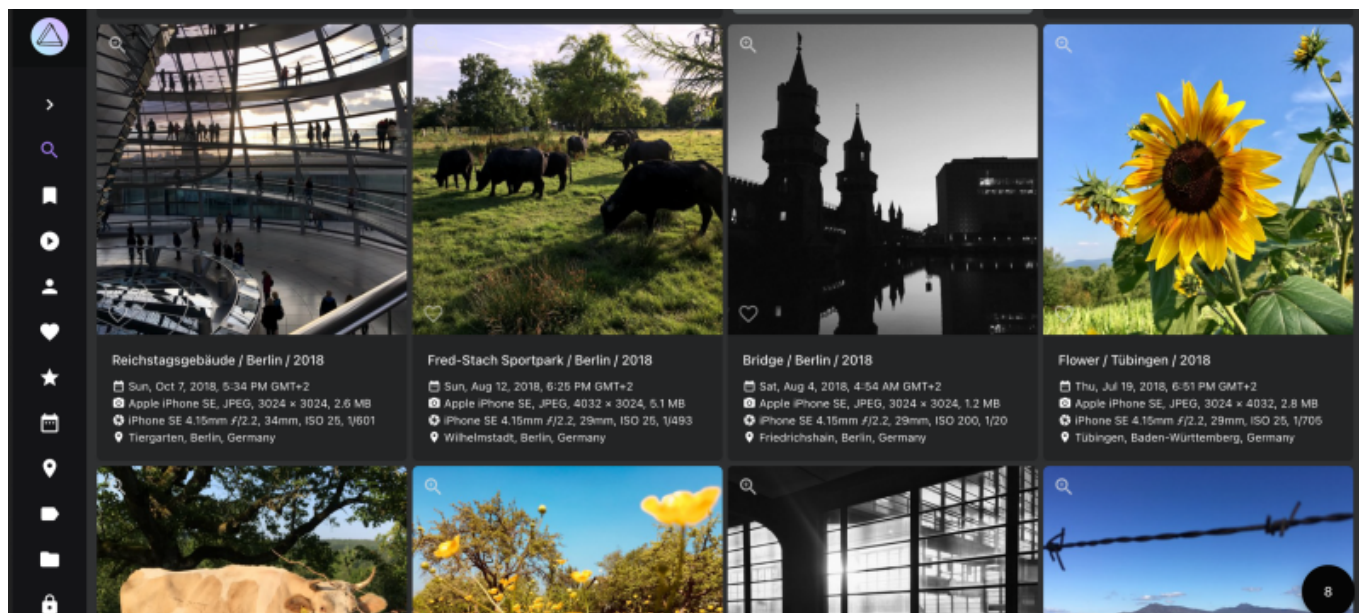 Reichstagsgebäude / Berlin / 2018
Sun, Oct 7, 2018, 5:34 PM GMT+2
Apple iPhone SE, JPEG, 3024 × 3024, 2.6 MB
iPhone SE 4.15mm ƒ/2.2, 34mm, ISO 25, 1/601
Tiergarten, Berlin, Germany
Fred-Stach Sportpark / Berlin / 2018
Sun, Aug 12, 2018, 6:25 PM GMT+2
Apple iPhone SE, JPEG, 4032 × 3024, 5.1 MB
iPhone SE 4.15mm ƒ/2.2, 29mm, ISO 25, 1/493
Wilhelmstadt, Berlin, Germany
Bridge / Berlin / 2018
Sat, Aug 4, 2018, 4:54 AM GMT+2
Apple iPhone SE, JPEG, 3024 × 3024, 1.2 MB
iPhone SE 4.15mm ƒ/2.2, 29mm, ISO 200, 1/20
Friedrichshain, Berlin, Germany
Flower / Tübingen / 2018
Thu, Jul 19, 2018, 6:51 PM GMT+2
Apple iPhone SE, JPEG, 3024 × 4032, 2.8 MB
iPhone SE 4.15mm ƒ/2.2, 29mm, ISO 25, 1/705
Tübingen, Baden-Württemberg, Germany
8